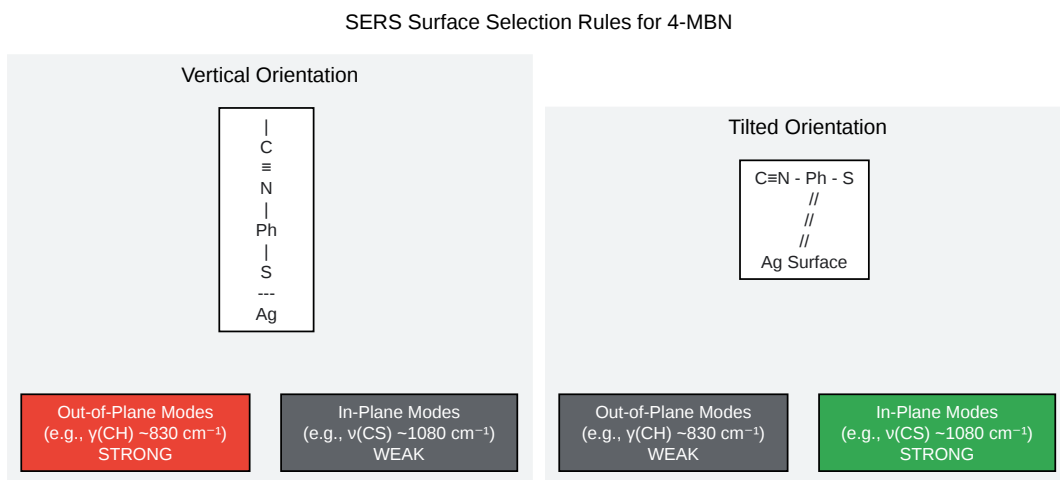 SERS Surface Selection Rules for 4-MBN
Vertical Orientation
|
C
≡
N
|
Ph
|
S
---
Ag
Out-of-Plane Modes
(e.g., γ(CH) ~830 cm⁻¹)
STRONG
In-Plane Modes
(e.g., ν(CS) ~1080 cm⁻¹)
WEAK
Tilted Orientation
C≡N - Ph - S
//
//
//
Ag Surface
Out-of-Plane Modes
(e.g., γ(CH) ~830 cm⁻¹)
WEAK
In-Plane Modes
(e.g., ν(CS) ~1080 cm⁻¹)
STRONG